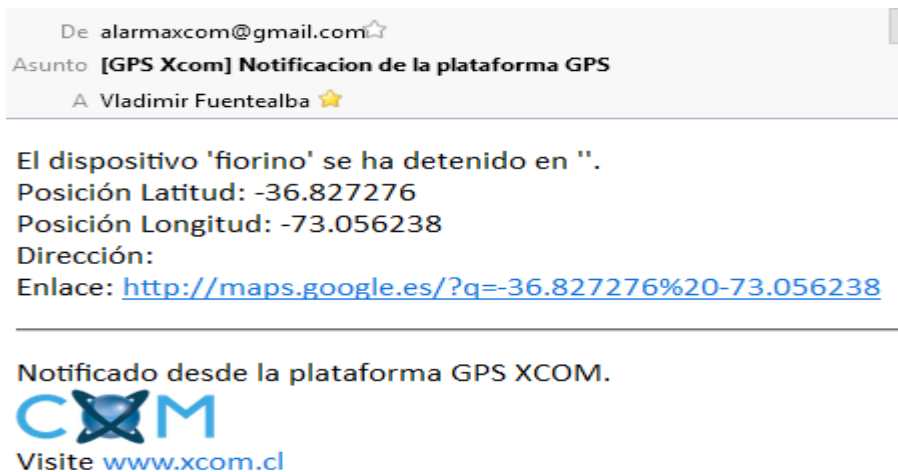 De alarmaxcom@gmail.com
Asunto [GPS Xcom] Notificacion de la plataforma GPS
A Vladimir Fuentealba
El dispositivo 'fiorino' se ha detenido en ''.
Posición Latitud: -36.827276
Posición Longitud: -73.056238
Dirección:
Enlace: http://maps.google.es/?q=-36.827276%20-73.056238
Notificado desde la plataforma GPS XCOM.
CXM
Visite www.xcom.cl